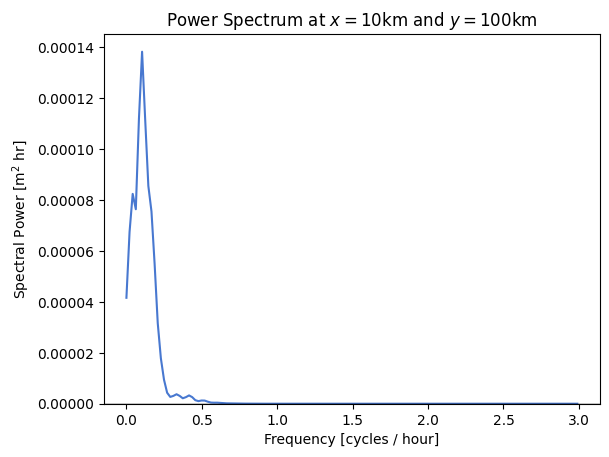 Power Spectrum at x = 10km and y = 100km
0.00014
0.00012
0.00010
0.00008
0.00006
0.00004
0.00002
0.00000
Spectral Power [m² hr]
0.0 0.5 1.0 1.5 2.0 2.5 3.0
Frequency [cycles / hour]